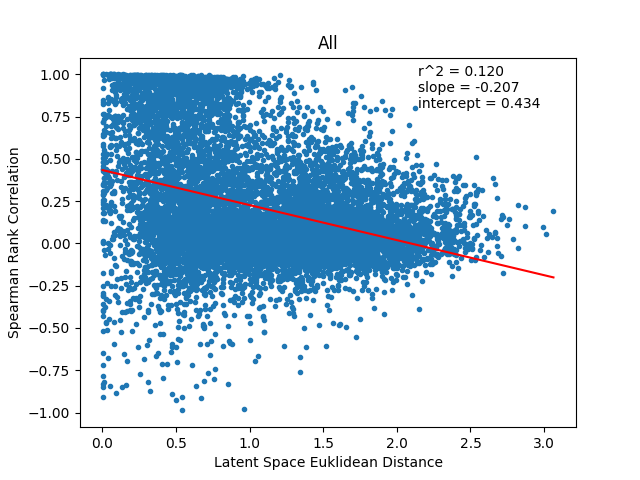 All
r^2 = 0.120
slope = -0.207
intercept = 0.434
1.00
0.75
0.50
0.25
0.00
−0.25
−0.50
−0.75
−1.00
Spearman Rank Correlation
0.0 0.5 1.0 1.5 2.0 2.5 3.0
Latent Space Euklidean Distance